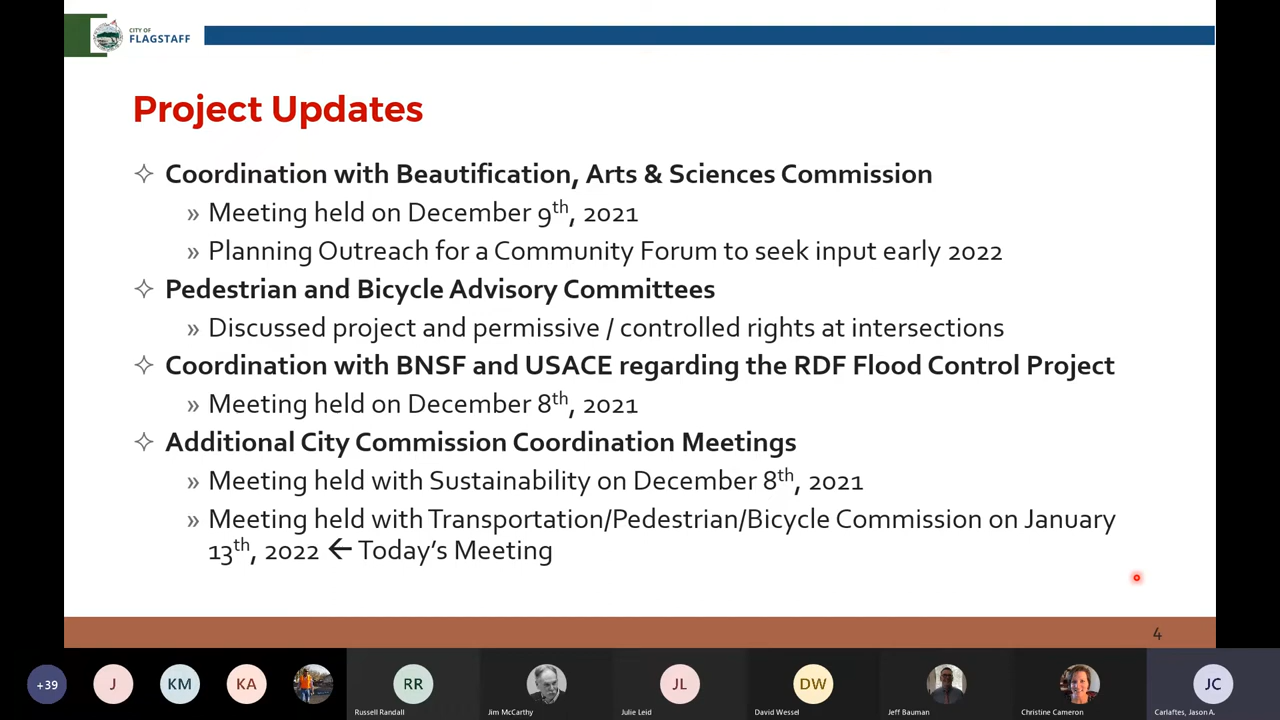 CITY OF
FLAGSTAFF
Project Updates
Coordination with Beautification, Arts & Sciences Commission
» Meeting held on December 9th, 2021
» Planning Outreach for a Community Forum to seek input early 2022
Pedestrian and Bicycle Advisory Committees
» Discussed project and permissive / controlled rights at intersections
Coordination with BNSF and USACE regarding the RDF Flood Control Project
» Meeting held on December 8th, 2021
Additional City Commission Coordination Meetings
» Meeting held with Sustainability on December 8th, 2021
» Meeting held with Transportation/Pedestrian/Bicycle Commission on January
13th, 2022 ← Today's Meeting
4
+39 J KM KA RR JL DW JC
Russell Randall Jim McCarthy Julie Leid David Wessel Jeff Bauman Christine Cameron Carlaftes, Jason A.